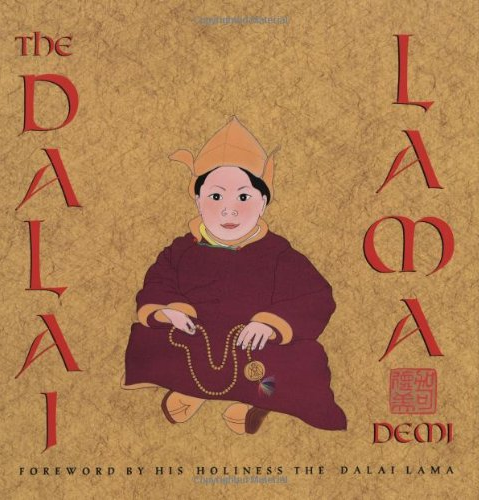 THE
DALAI
LAMA
DEMI
FOREWORD BY HIS HOLINESS THE DALAI LAMA